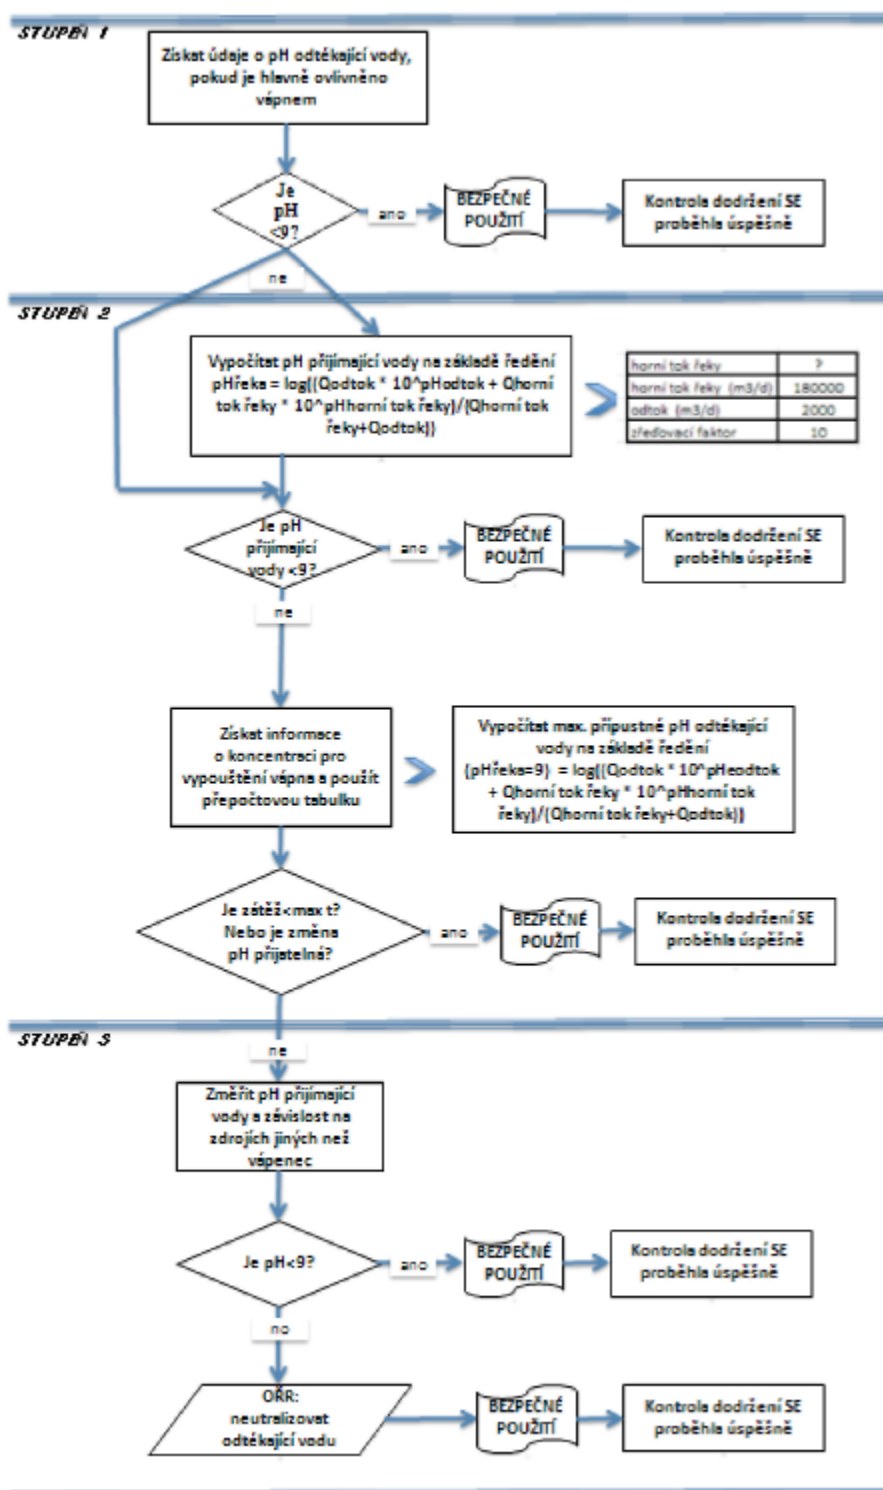 STUPEŇ 1
Získat údaje o pH odtékající vody,
pokud je hlavně ovlivněno
vápnem
Je
pH
<9?
ano
BEZPEČNÉ
POUŽITÍ
Kontrola dodržení SE
proběhla úspěšně
ne
STUPEŇ 2
Vypočítat pH přijímající vody na základě ředění
pHřeka = log((Qodtok * 10^pHodtok + Qhorní
tok řeky * 10^pHhorní tok řeky)/(Qhorní tok
řeky+Qodtok))
horní tok řeky ?
horní tok řeky (m3/d) 180000
odtok (m3/d) 2000
zřeďovací faktor 10
Je pH
přijímající
vody <9?
ano
BEZPEČNÉ
POUŽITÍ
Kontrola dodržení SE
proběhla úspěšně
ne
Získat informace
o koncentraci pro
vypouštění vápna a použít
přepočtovou tabulku
Vypočítat max. přípustné pH odtékající
vody na základě ředění
(pHřeka=9) = log((Qodtok * 10^pHeodtok
+ Qhorní tok řeky * 10^pHhorní tok
řeky)/(Qhorní tok řeky+Qodtok))
Je zátěž<max t?
Nebo je změna
pH přijatelná?
ano
BEZPEČNÉ
POUŽITÍ
Kontrola dodržení SE
proběhla úspěšně
STUPEŇ 3
ne
Změřit pH přijímající
vody a závislost na
zdrojích jiných než
vápenec
Je pH<9?
ano
BEZPEČNÉ
POUŽITÍ
Kontrola dodržení SE
proběhla úspěšně
no
OŘR:
neutralizovat
odtékající vodu
BEZPEČNÉ
POUŽITÍ
Kontrola dodržení SE
proběhla úspěšně